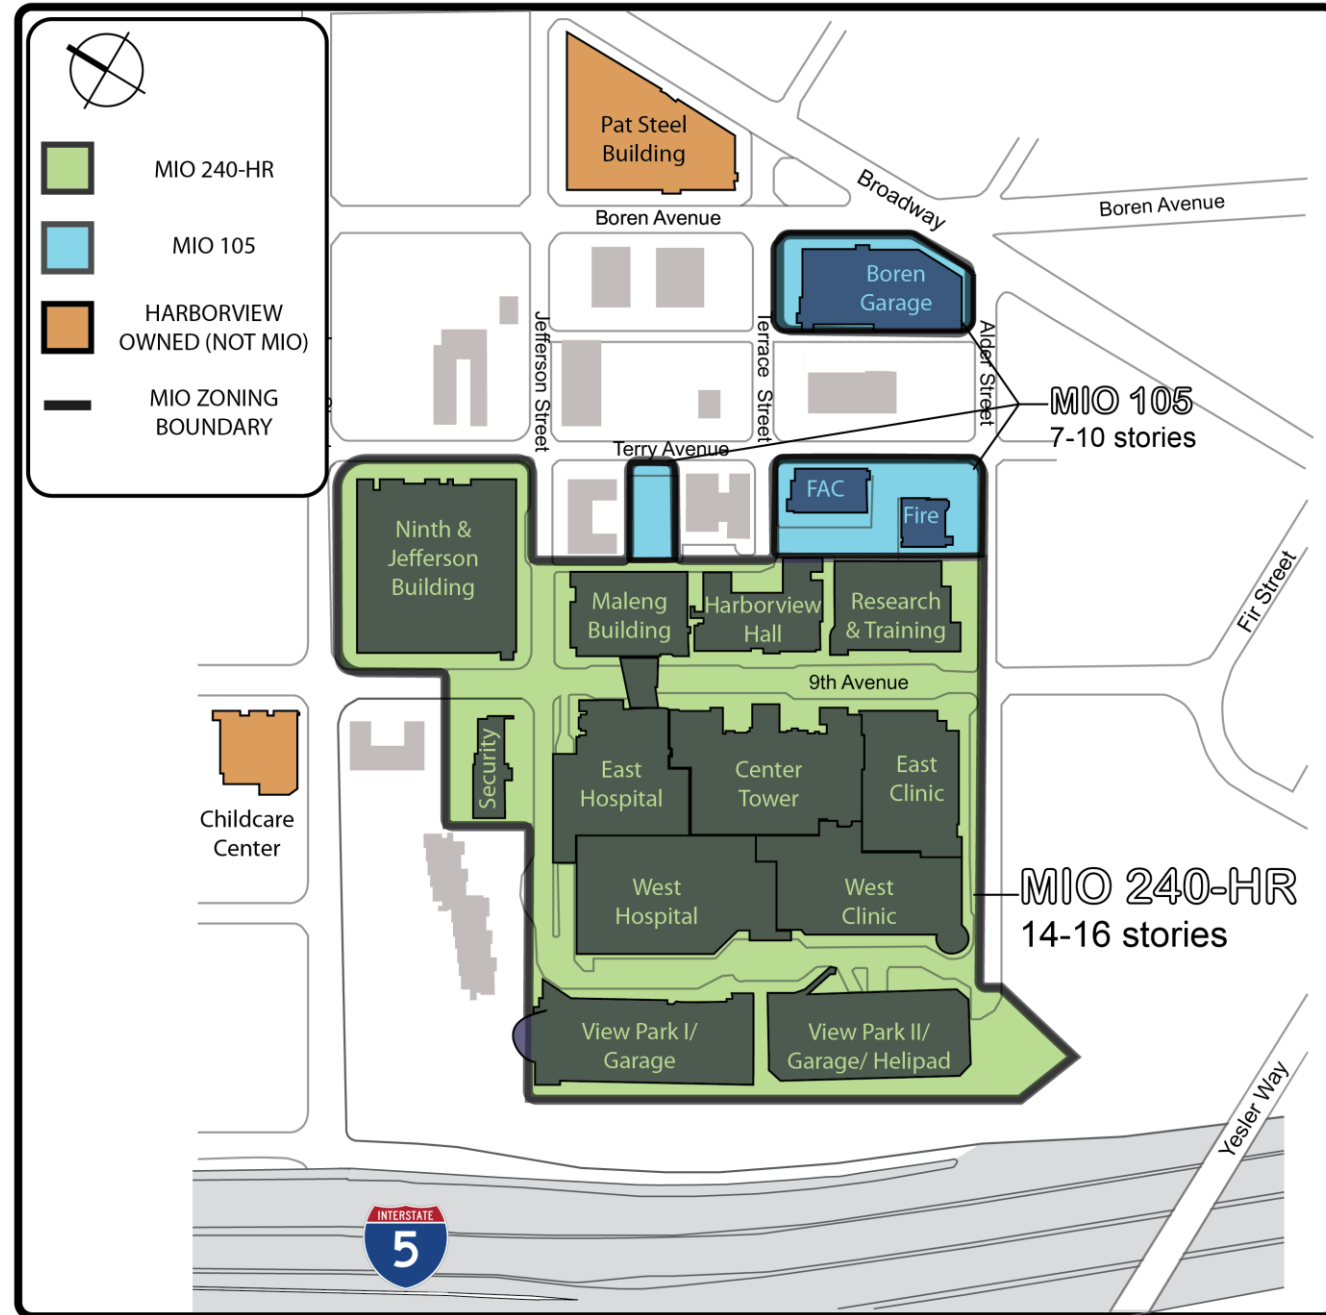 MIO 240-HR
MIO 105
HARBORVIEW
OWNED (NOT MIO)
MIO ZONING
BOUNDARY
Pat Steel
Building
Broadway
Boren Avenue
Boren Avenue
Boren
Garage
Jefferson Street
Terrace Street
Alder Street
MIO 105
7-10 stories
Terry Avenue
FAC
Fire
Ninth &
Jefferson
Building
Maleng
Building
Harborview
Hall
Research
& Training
Fir Street
9th Avenue
Security
East
Hospital
Center
Tower
East
Clinic
Childcare
Center
West
Hospital
West
Clinic
MIO 240-HR
14-16 stories
View Park I/
Garage
View Park II/
Garage/ Helipad
Yesler Way
INTERSTATE
5